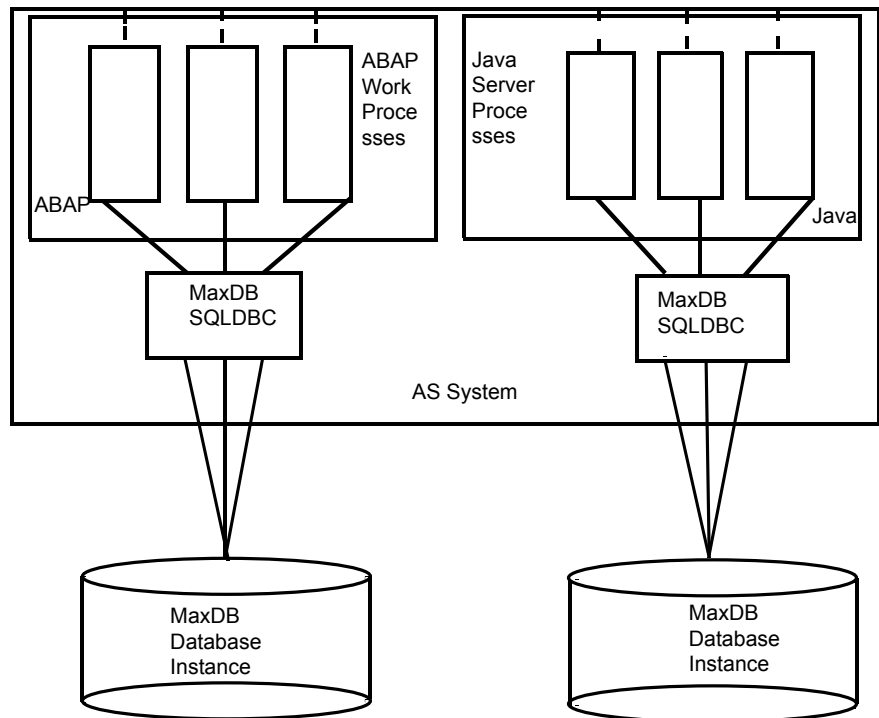 ABAP
Work
Proce
sses
ABAP
Java
Server
Proce
sses
Java
MaxDB
SQLDBC
MaxDB
SQLDBC
AS System
MaxDB
Database
Instance
MaxDB
Database
Instance